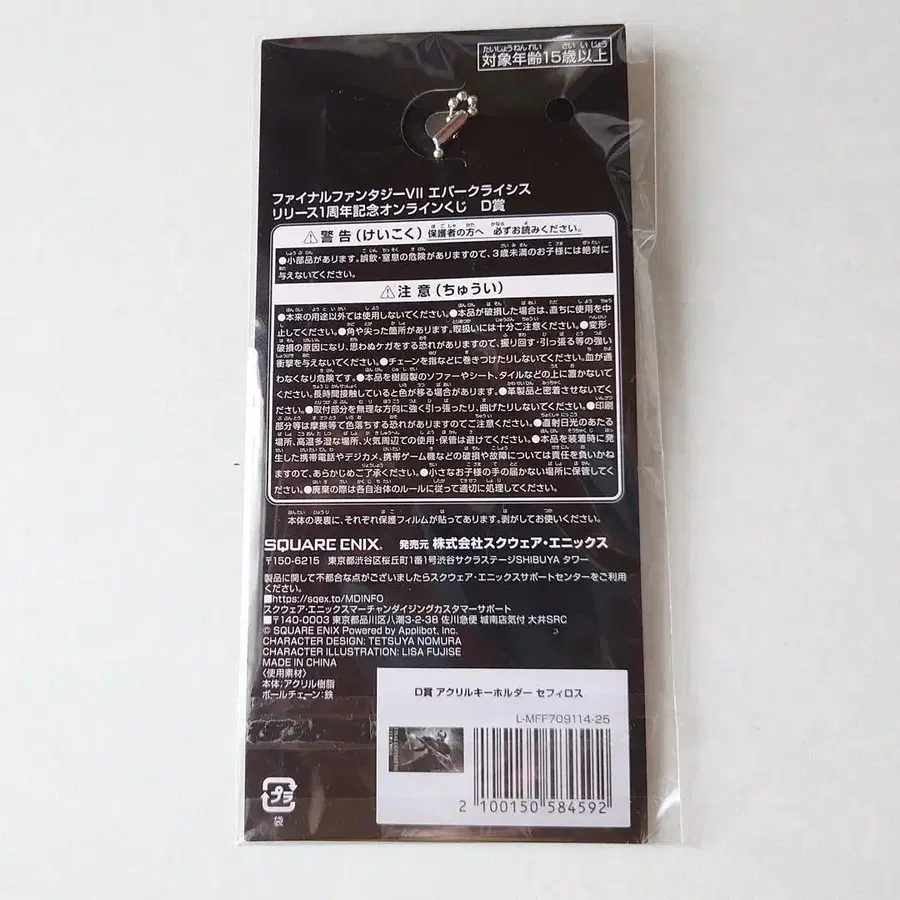 対象年齢15歳以上
ファイナルファンタジーVII エバークライシス
リリース1周年記念オンラインくじ D賞
⚠警告(けいこく) 保護者の方へ 必ずお読みください。
●小部品があります。誤飲・窒息の危険がありますので、3歳未満のお子様には絶対に
与えないでください。
⚠注意(ちゅうい)
●本来の用途以外では使用しないでください。●本品が破損した場合は、直ちに使用を中
止してください。●角や尖った箇所があります。取扱いには十分ご注意ください。●変形・
破損の原因になり、思わぬケガをする恐れがありますので、振り回す・引っ張る等の強い
衝撃を与えないでください。●チェーンを指などに巻きつけたりしないでください。血が通
わなくなり危険です。●本品を樹脂製のソファーやシート、タイルなどの上に置かないで
ください。長時間接触していると色が移る場合があります。●革製品と密着させないでく
ださい。●取付部分を無理な方向に強く引っ張ったり、曲げたりしないでください。●印刷
部分等は摩擦等で色落ちする恐れがありますのでご注意ください。●直射日光のあたる
場所、高温多湿な場所、火気周辺での使用・保管は避けてください。●本品を装着時に発
生した携帯電話やデジカメ、携帯ゲーム機などの破損や故障については責任を負いかね
ますので、あらかじめご了承ください。●小さなお子様の手の届かない場所に保管してく
ださい。●廃棄の際は各自治体のルールに従って適切に処理してください。
本体の表裏に、それぞれ保護フィルムが貼ってあります。剥がしてお使いください。
SQUARE ENIX. 発売元 株式会社スクウェア・エニックス
〒150-6215 東京都渋谷区桜丘町1番1号渋谷サクラステージSHIBUYA タワー
製品に関して不都合な点がございましたらスクウェア・エニックスサポートセンターをご利用
ください。
■https://sqex.to/MDINFO
スクウェア・エニックスマーチャンダイジングカスタマーサポート
■〒140-0003 東京都品川区八潮3-2-38 佐川急便 城南店気付 大井SRC
© SQUARE ENIX Powered by Applibot, Inc.
CHARACTER DESIGN: TETSUYA NOMURA
CHARACTER ILLUSTRATION: LISA FUJISE
MADE IN CHINA
〈使用素材〉
本体:アクリル樹脂
ボールチェーン:鉄
D賞 アクリルキーホルダー セフィロス
L-MFF709114-25
2 100150 584592
プラ
袋